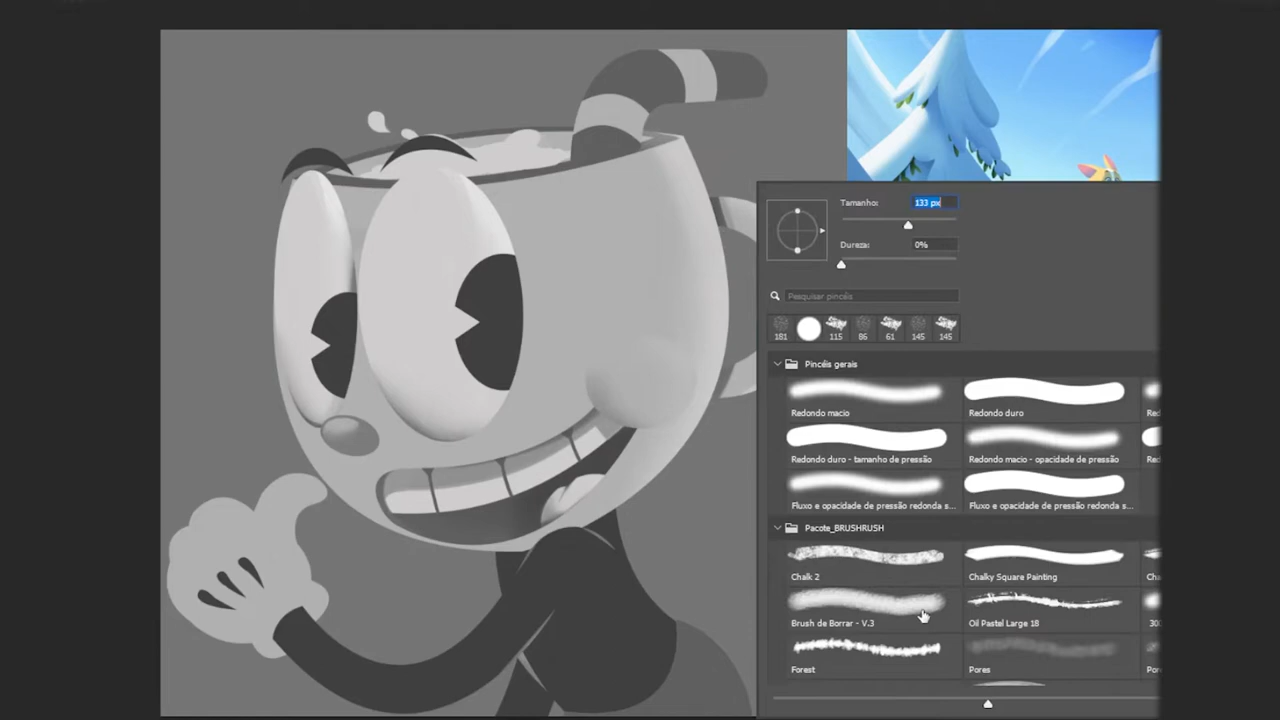 Tamanho: 133 px
Dureza: 0%
Pesquisar pincéis
181 115 86 61 145 145
Pincéis gerais
Redondo macio Redondo duro
Redondo duro - tamanho de pressão Redondo macio - opacidade de pressão
Fluxo e opacidade de pressão redonda s... Fluxo e opacidade de pressão redonda s...
Pacote_BRUSHRUSH
Chalk 2 Chalky Square Painting
Brush de Borrar - V.3 Oil Pastel Large 18
Forest Pores